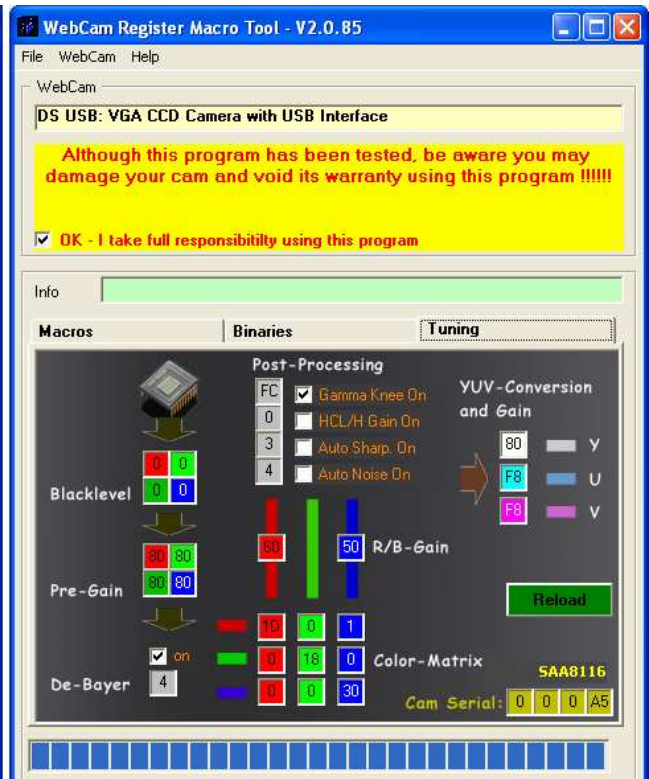 WebCam Register Macro Tool - V2.0.85
File WebCam Help
WebCam
DS USB: VGA CCD Camera with USB Interface
Although this program has been tested, be aware you may
damage your cam and void its warranty using this program !!!!!!
OK - I take full responsibitilty using this program
Info
Macros Binaries Tuning
Post-Processing
FC Gamma Knee On
0 HCL/H Gain On
3 Auto Sharp. On
4 Auto Noise On
YUV-Conversion
and Gain
80 Y
F8 U
F8 V
Blacklevel
0 0
0 0
Pre-Gain
80 80
80 80
60 50 R/B-Gain
Reload
De-Bayer
on
4
1D 0 1
0 18 0 Color-Matrix
0 0 30
SAA8116
Cam Serial: 0 0 0 A5